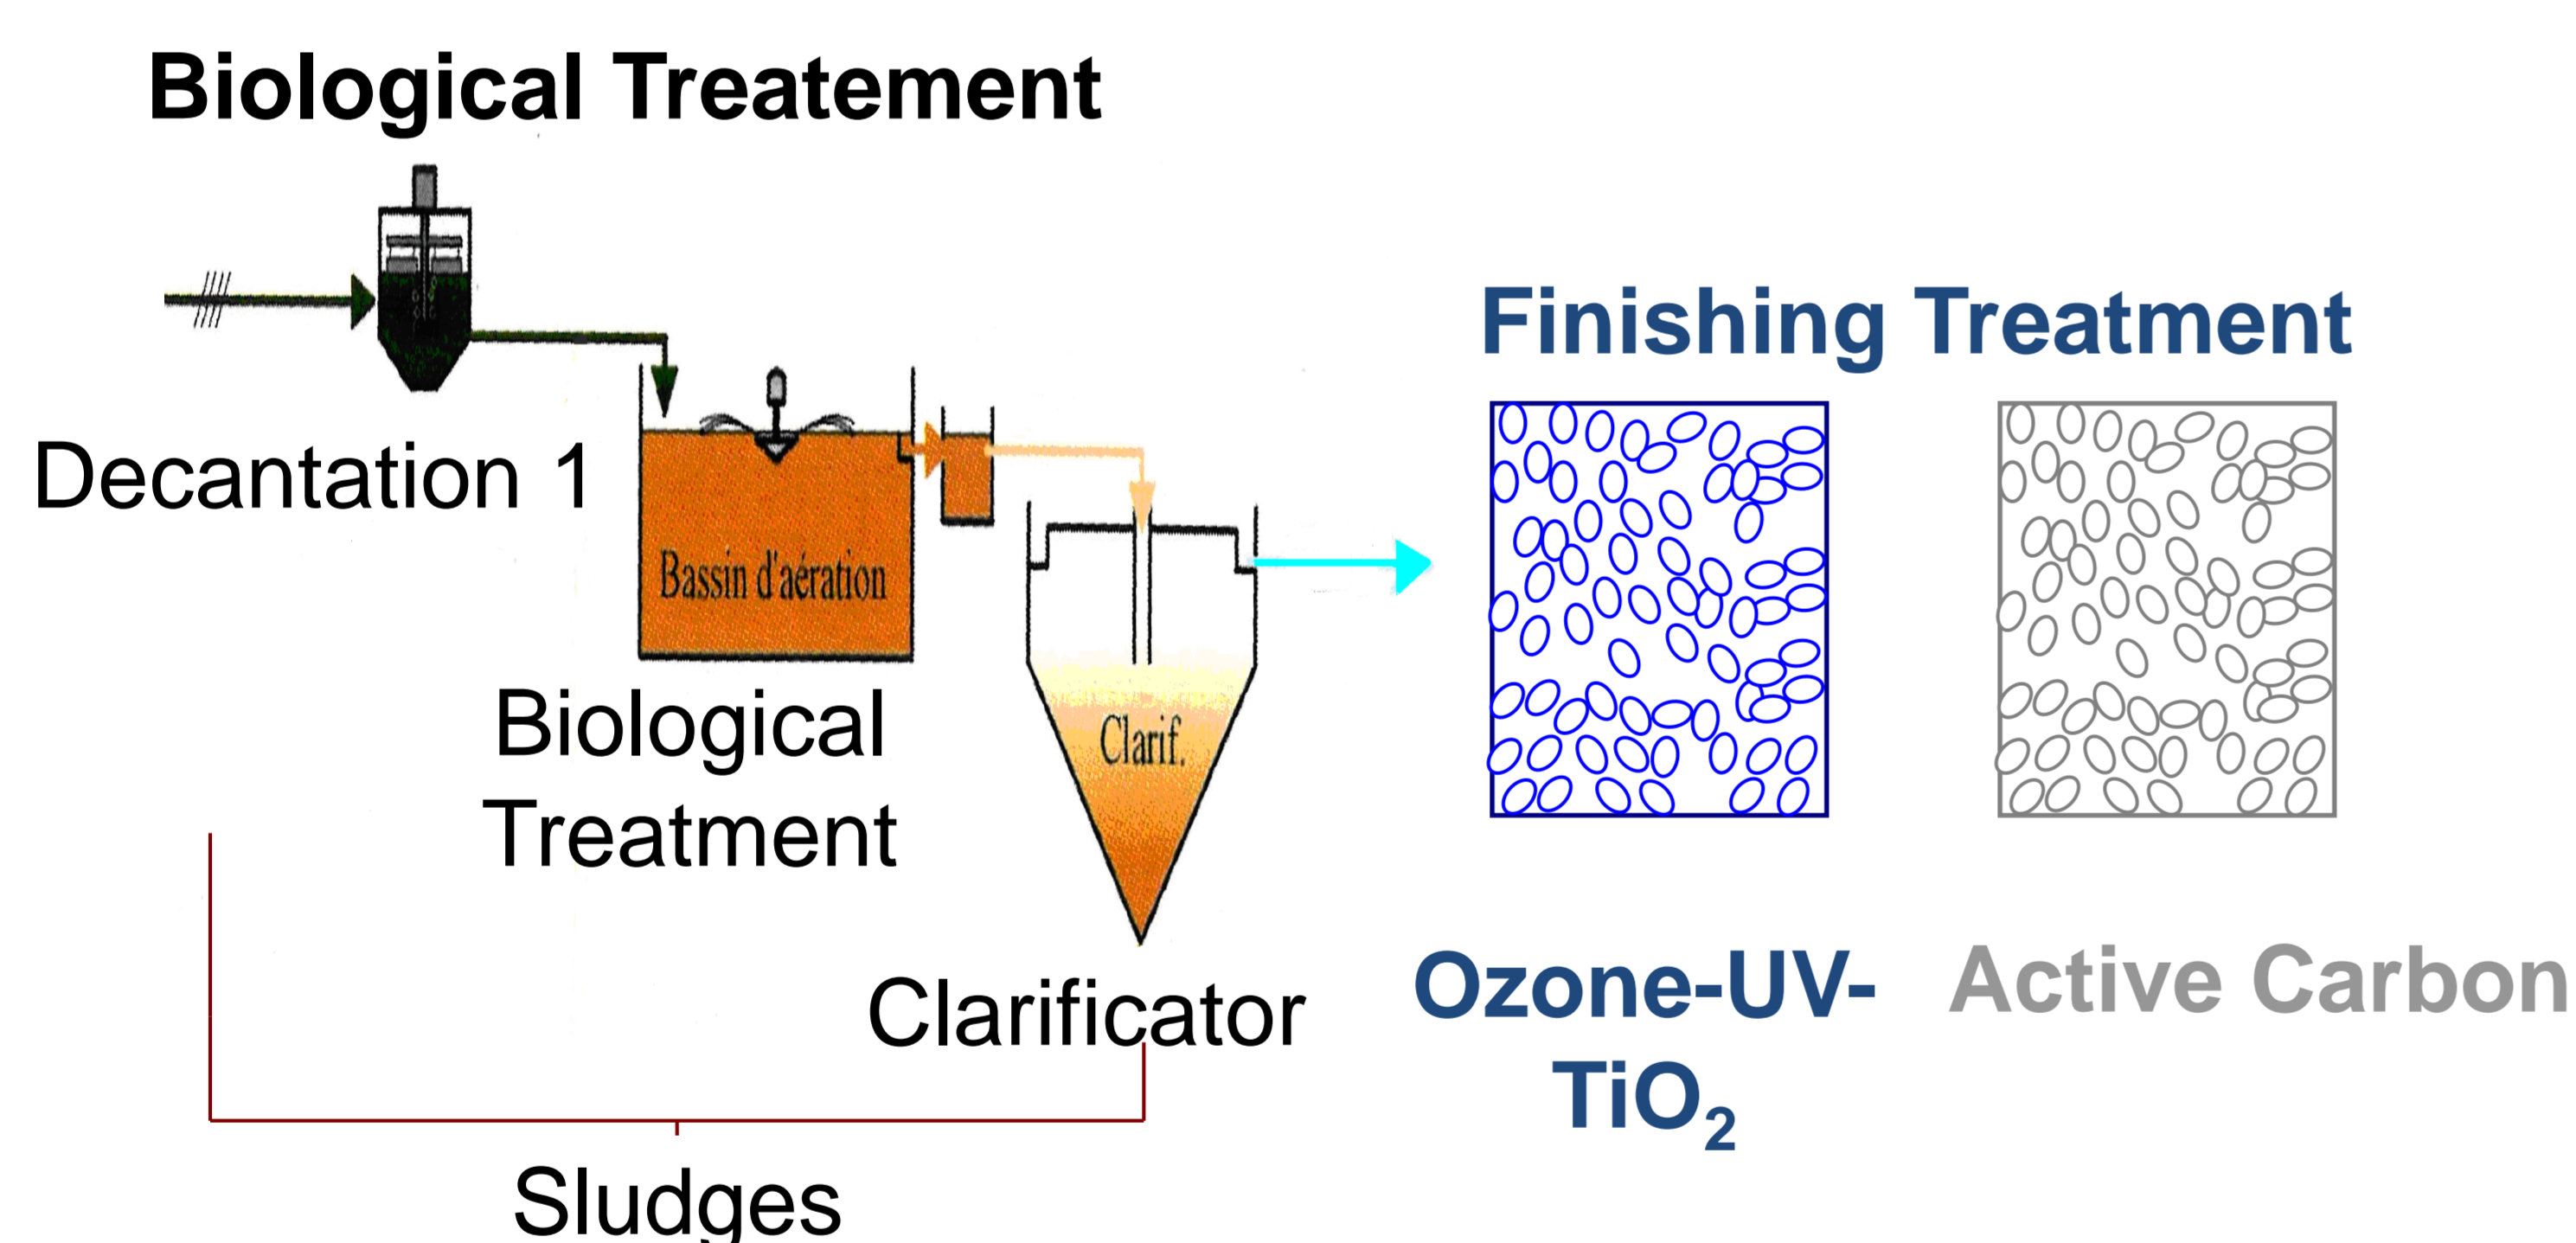 Biological Treatement
Decantation 1
Bassin d'aération
Biological
Treatment
Clarif.
Clarificator
Sludges
Finishing Treatment
Ozone-UV-
TiO₂
Active Carbon